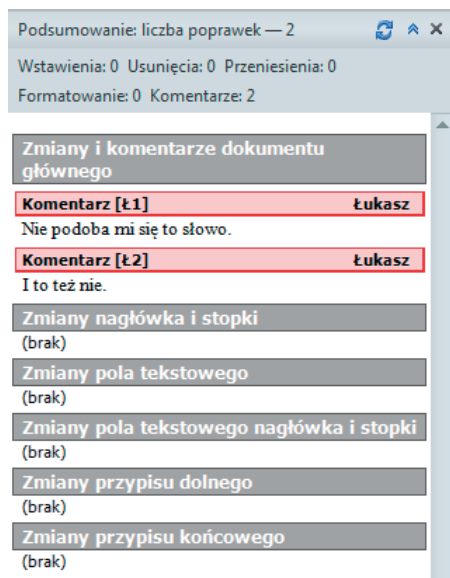 Podsumowanie: liczba poprawek — 2
Wstawienia: 0 Usunięcia: 0 Przeniesienia: 0
Formatowanie: 0 Komentarze: 2
Zmiany i komentarze dokumentu
głównego
Komentarz [Ł1] Łukasz
Nie podoba mi się to słowo.
Komentarz [Ł2] Łukasz
I to też nie.
Zmiany nagłówka i stopki
(brak)
Zmiany pola tekstowego
(brak)
Zmiany pola tekstowego nagłówka i stopki
(brak)
Zmiany przypisu dolnego
(brak)
Zmiany przypisu końcowego
(brak)